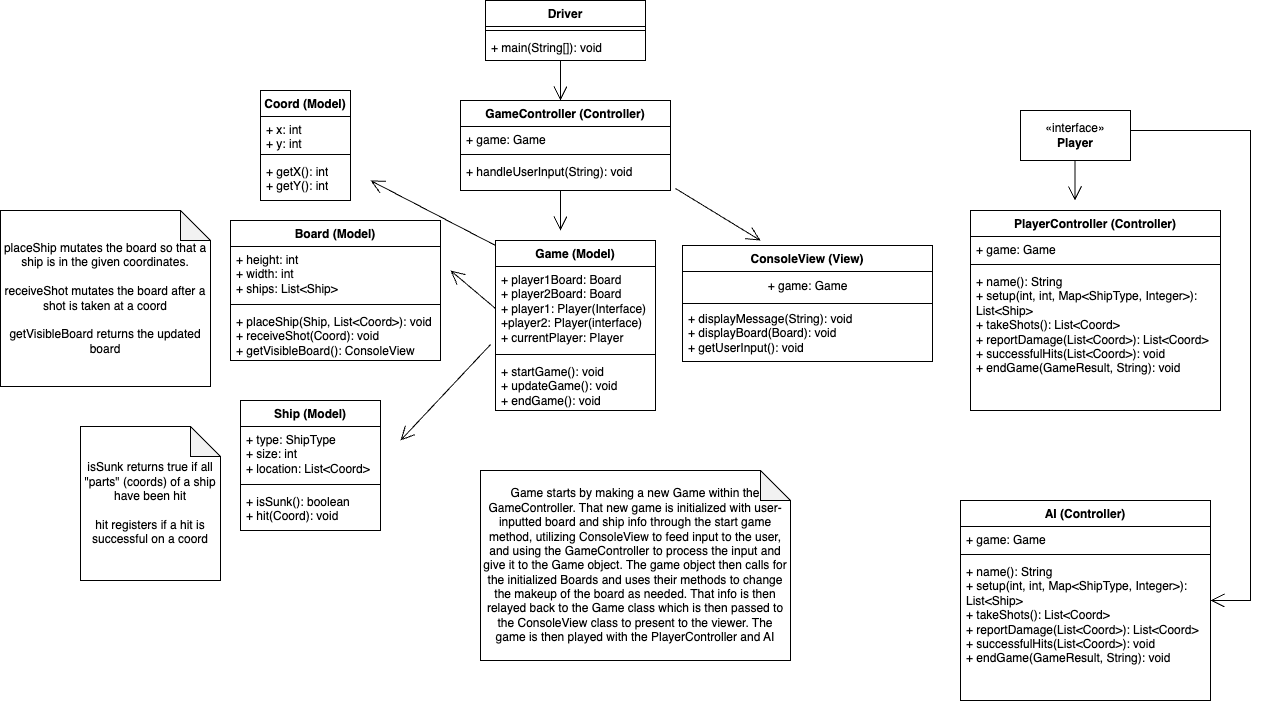 Driver
+ main(String[]): void
Coord (Model)
+ x: int
+ y: int
+ getX(): int
+ getY(): int
GameController (Controller)
+ game: Game
+ handleUserInput(String): void
«interface»
Player
placeShip mutates the board so that a
ship is in the given coordinates.
receiveShot mutates the board after a
shot is taken at a coord
getVisibleBoard returns the updated
board
Board (Model)
+ height: int
+ width: int
+ ships: List<Ship>
+ placeShip(Ship, List<Coord>): void
+ receiveShot(Coord): void
+ getVisibleBoard(): ConsoleView
Game (Model)
+ player1Board: Board
+ player2Board: Board
+ player1: Player(Interface)
+player2: Player(interface)
+ currentPlayer: Player
+ startGame(): void
+ updateGame(): void
+ endGame(): void
ConsoleView (View)
+ game: Game
+ displayMessage(String): void
+ displayBoard(Board): void
+ getUserInput(): void
PlayerController (Controller)
+ game: Game
+ name(): String
+ setup(int, int, Map<ShipType, Integer>):
List<Ship>
+ takeShots(): List<Coord>
+ reportDamage(List<Coord>): List<Coord>
+ successfulHits(List<Coord>): void
+ endGame(GameResult, String): void
isSunk returns true if all
"parts" (coords) of a ship
have been hit
hit registers if a hit is
successful on a coord
Ship (Model)
+ type: ShipType
+ size: int
+ location: List<Coord>
+ isSunk(): boolean
+ hit(Coord): void
Game starts by making a new Game within the
GameController. That new game is initialized with user-
inputted board and ship info through the start game
method, utilizing ConsoleView to feed input to the user,
and using the GameController to process the input and
give it to the Game object. The game object then calls for
the initialized Boards and uses their methods to change
the makeup of the board as needed. That info is then
relayed back to the Game class which is then passed to
the ConsoleView class to present to the viewer. The
game is then played with the PlayerController and AI
AI (Controller)
+ game: Game
+ name(): String
+ setup(int, int, Map<ShipType, Integer>):
List<Ship>
+ takeShots(): List<Coord>
+ reportDamage(List<Coord>): List<Coord>
+ successfulHits(List<Coord>): void
+ endGame(GameResult, String): void